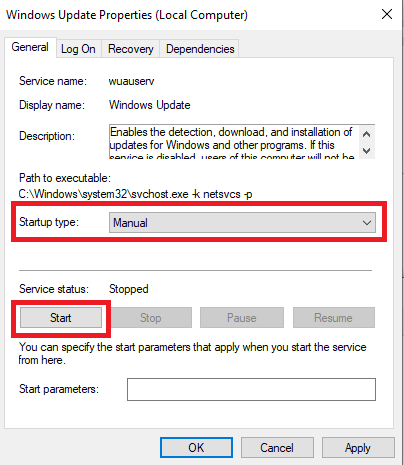 Windows Update Properties (Local Computer)
General Log On Recovery Dependencies
Service name: wuauserv
Display name: Windows Update
Description: Enables the detection, download, and installation of
updates for Windows and other programs. If this
service is disabled, users of this computer will not be
Path to executable:
C:\Windows\system32\svchost.exe -k netsvcs -p
Startup type: Manual
Service status: Stopped
Start Stop Pause Resume
You can specify the start parameters that apply when you start the service
from here.
Start parameters:
OK Cancel Apply